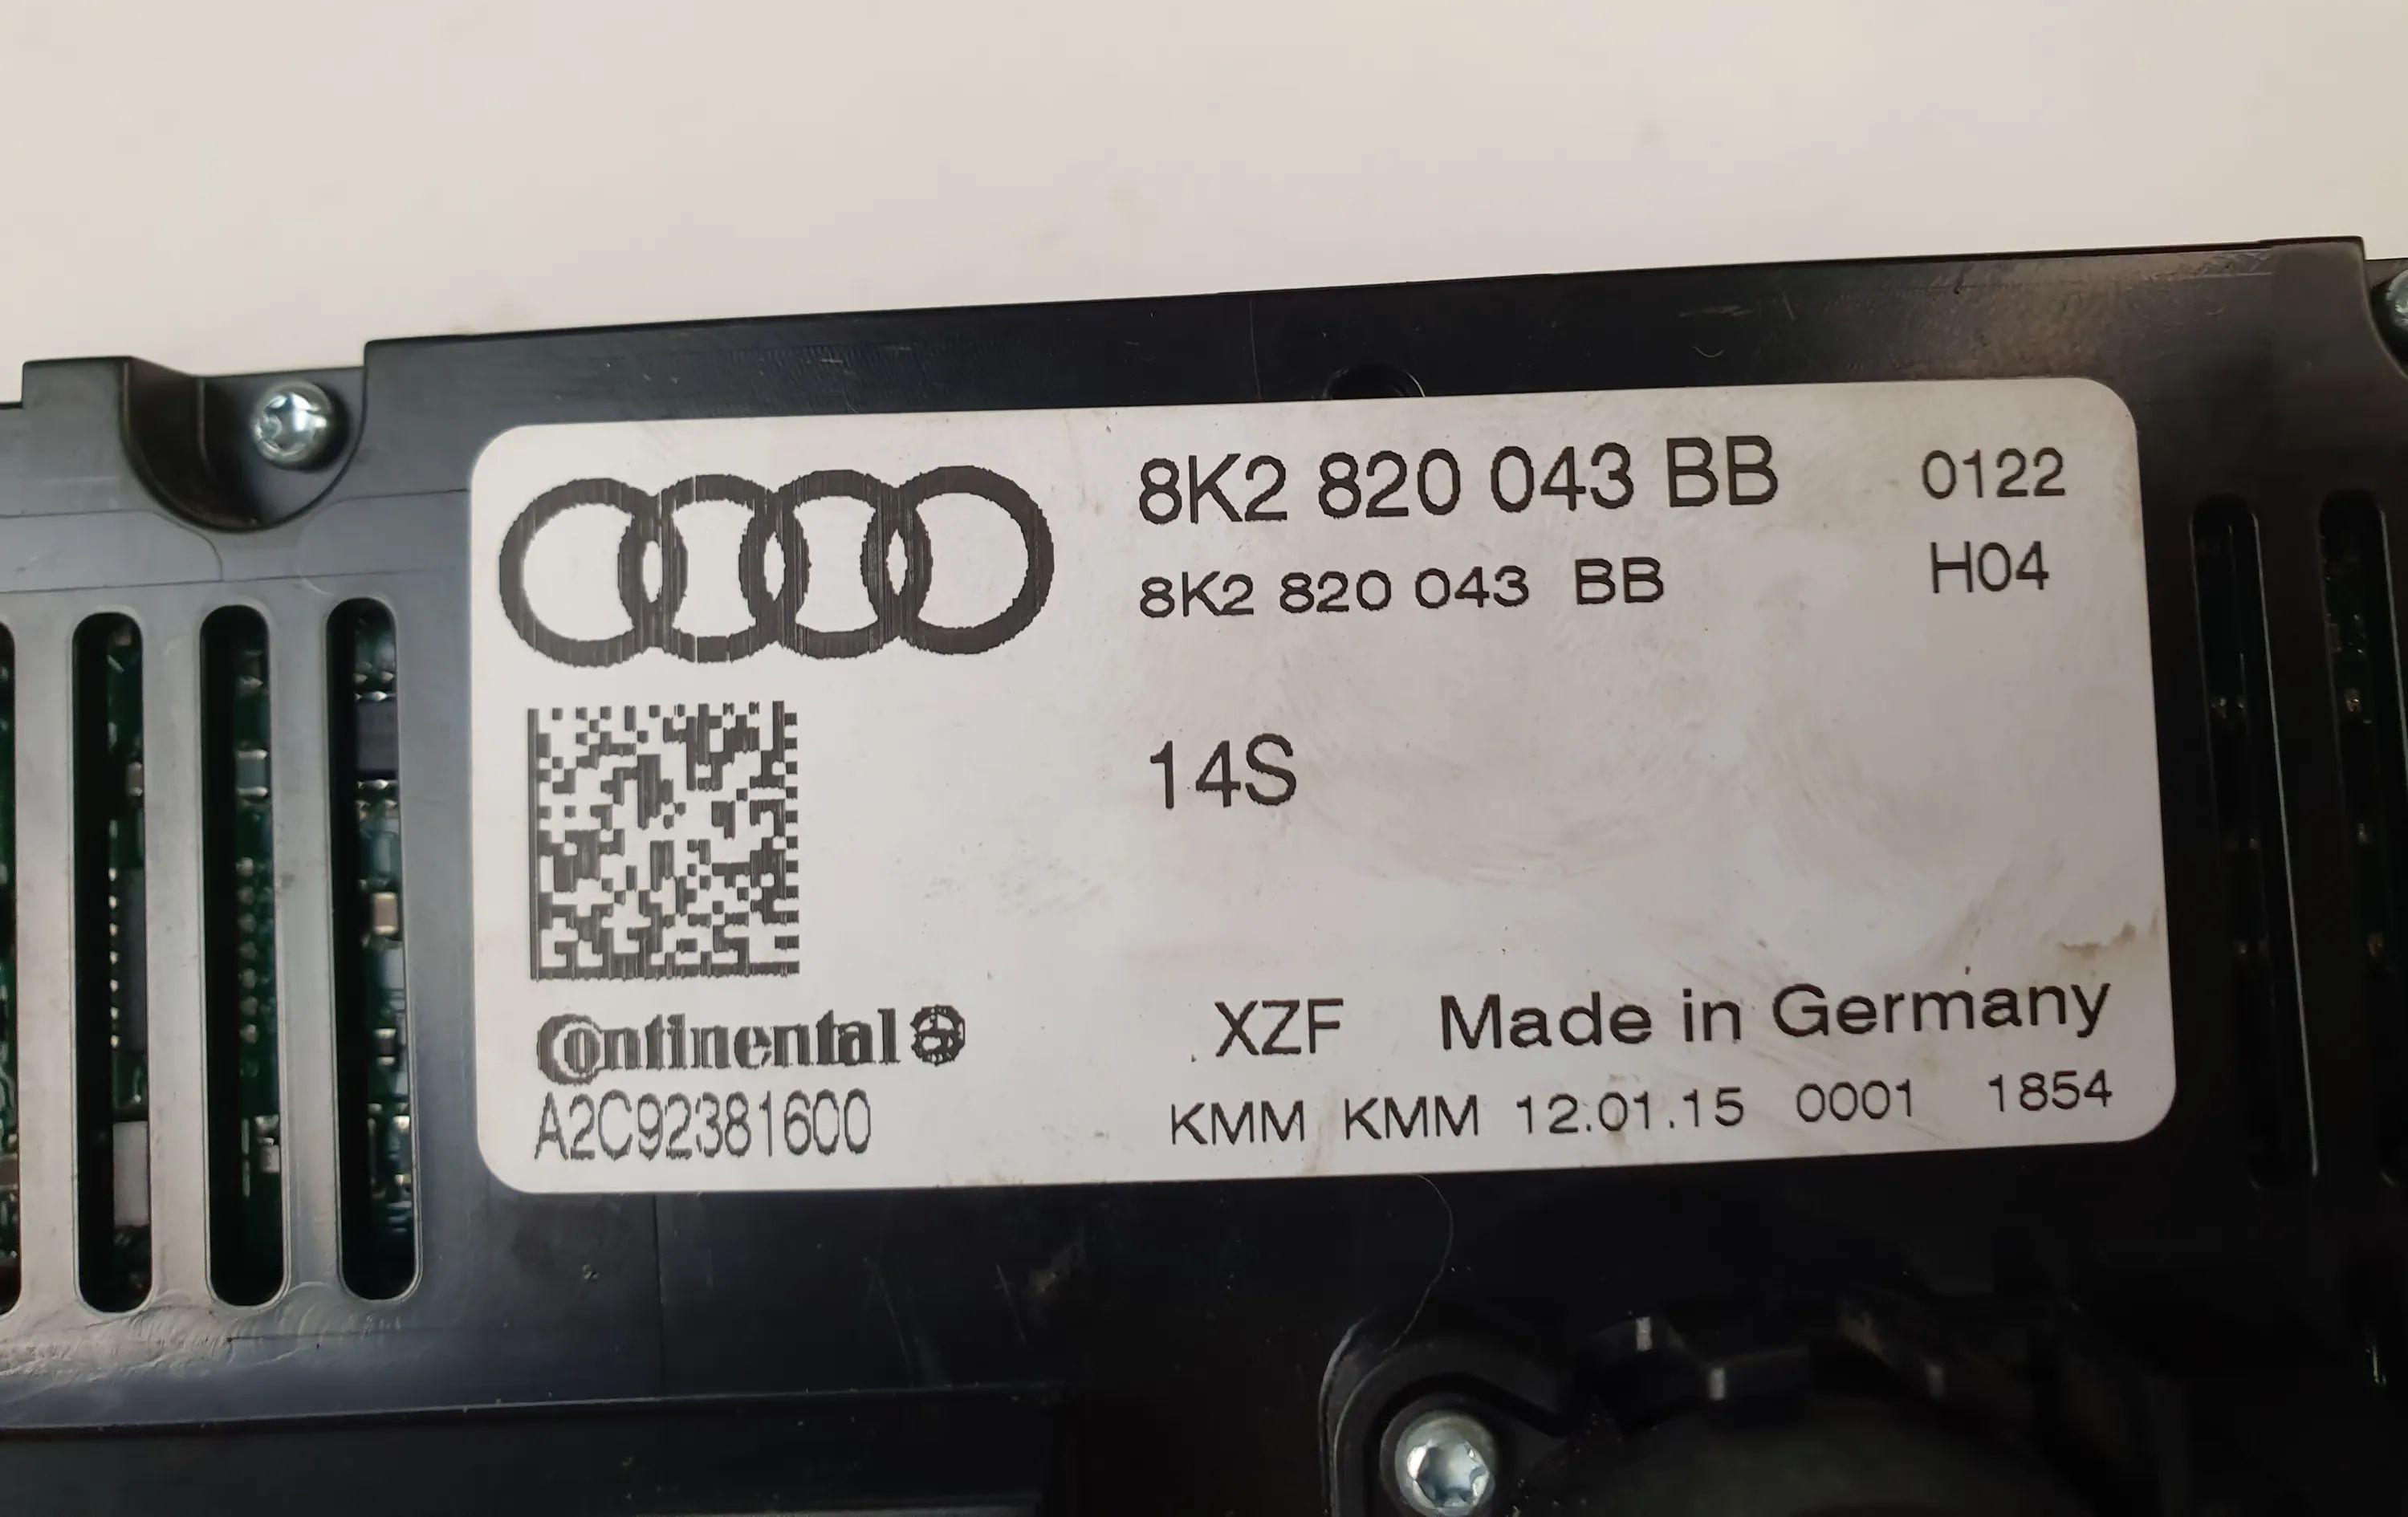 8K2 820 043 BB 0122
8K2 820 043 BB H04
14S
Continental
A2C92381600
XZF Made in Germany
KMM KMM 12.01.15 0001 1854